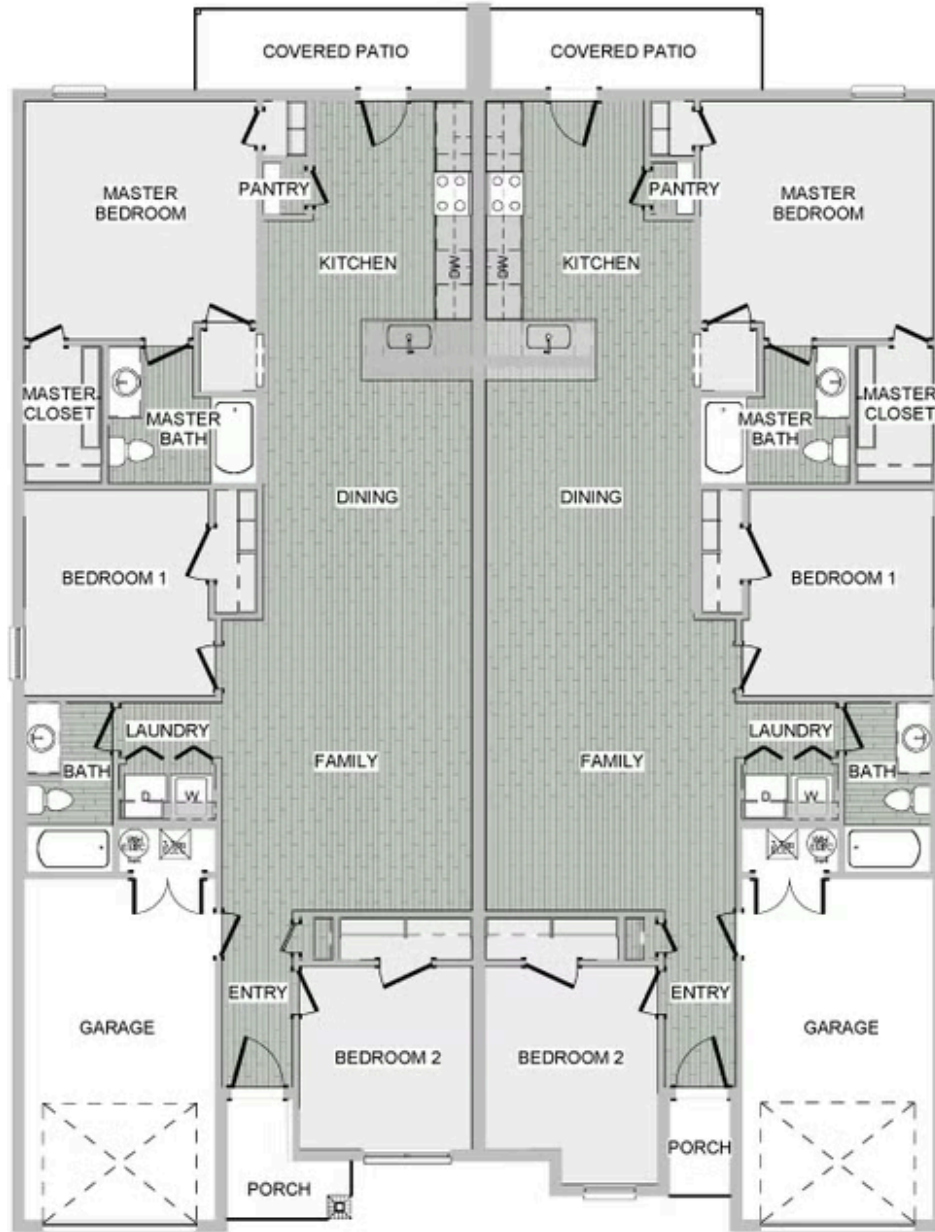 COVERED PATIO
COVERED PATIO
MASTER
BEDROOM
PANTRY
PANTRY
MASTER
BEDROOM
KITCHEN
KITCHEN
MASTER
CLOSET
MASTER
BATH
MASTER
BATH
MASTER
CLOSET
DINING
DINING
BEDROOM 1
BEDROOM 1
LAUNDRY
LAUNDRY
BATH
FAMILY
FAMILY
BATH
D
W
D
W
ENTRY
ENTRY
GARAGE
GARAGE
BEDROOM 2
BEDROOM 2
PORCH
PORCH